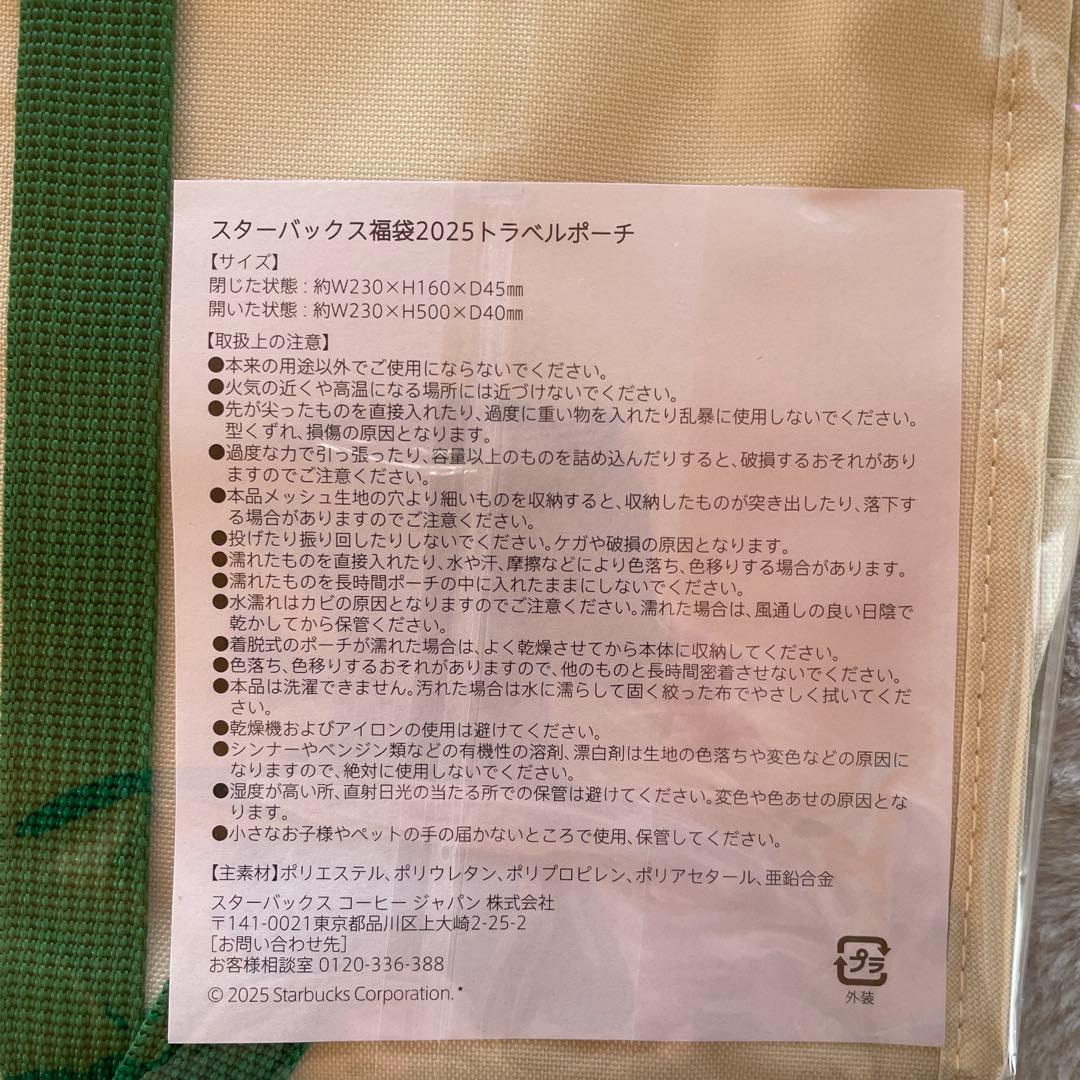 スターバックス福袋2025トラベルポーチ
【サイズ】
閉じた状態：約W230×H160×D45㎜
開いた状態：約W230×H500×D40㎜
【取扱上の注意】
●本来の用途以外でご使用にならないでください。
●火気の近くや高温になる場所には近づけないでください。
●先が尖ったものを直接入れたり、過度に重い物を入れたり乱暴に使用しないでください。
型くずれ、損傷の原因となります。
●過度な力で引っ張ったり、容量以上のものを詰め込んだりすると、破損するおそれがあり
ますのでご注意ください。
●本品メッシュ生地の穴より細いものを収納すると、収納したものが突き出したり、落下す
る場合がありますのでご注意ください。
●投げたり振り回したりしないでください。ケガや破損の原因となります。
●濡れたものを直接入れたり、水や汗、摩擦などにより色落ち、色移りする場合があります。
●濡れたものを長時間ポーチの中に入れたままにしないでください。
●水濡れはカビの原因となりますのでご注意ください。濡れた場合は、風通しの良い日陰で
乾かしてから保管ください。
●着脱式のポーチが濡れた場合は、よく乾燥させてから本体に収納してください。
●色落ち、色移りするおそれがありますので、他のものと長時間密着させないでください。
●本品は洗濯できません。汚れた場合は水に濡らして固く絞った布でやさしく拭いてくだ
さい。
●乾燥機およびアイロンの使用は避けてください。
●シンナーやベンジン類などの有機性の溶剤、漂白剤は生地の色落ちや変色などの原因に
なりますので、絶対に使用しないでください。
●湿度が高い所、直射日光の当たる所での保管は避けてください。変色や色あせの原因とな
ります。
●小さなお子様やペットの手の届かないところで使用、保管してください。
【主素材】ポリエステル、ポリウレタン、ポリプロピレン、ポリアセタール、亜鉛合金
スターバックス コーヒー ジャパン 株式会社
〒141-0021東京都品川区上大崎2-25-2
［お問い合わせ先］
お客様相談室 0120-336-388
© 2025 Starbucks Corporation.*
プラ
外装